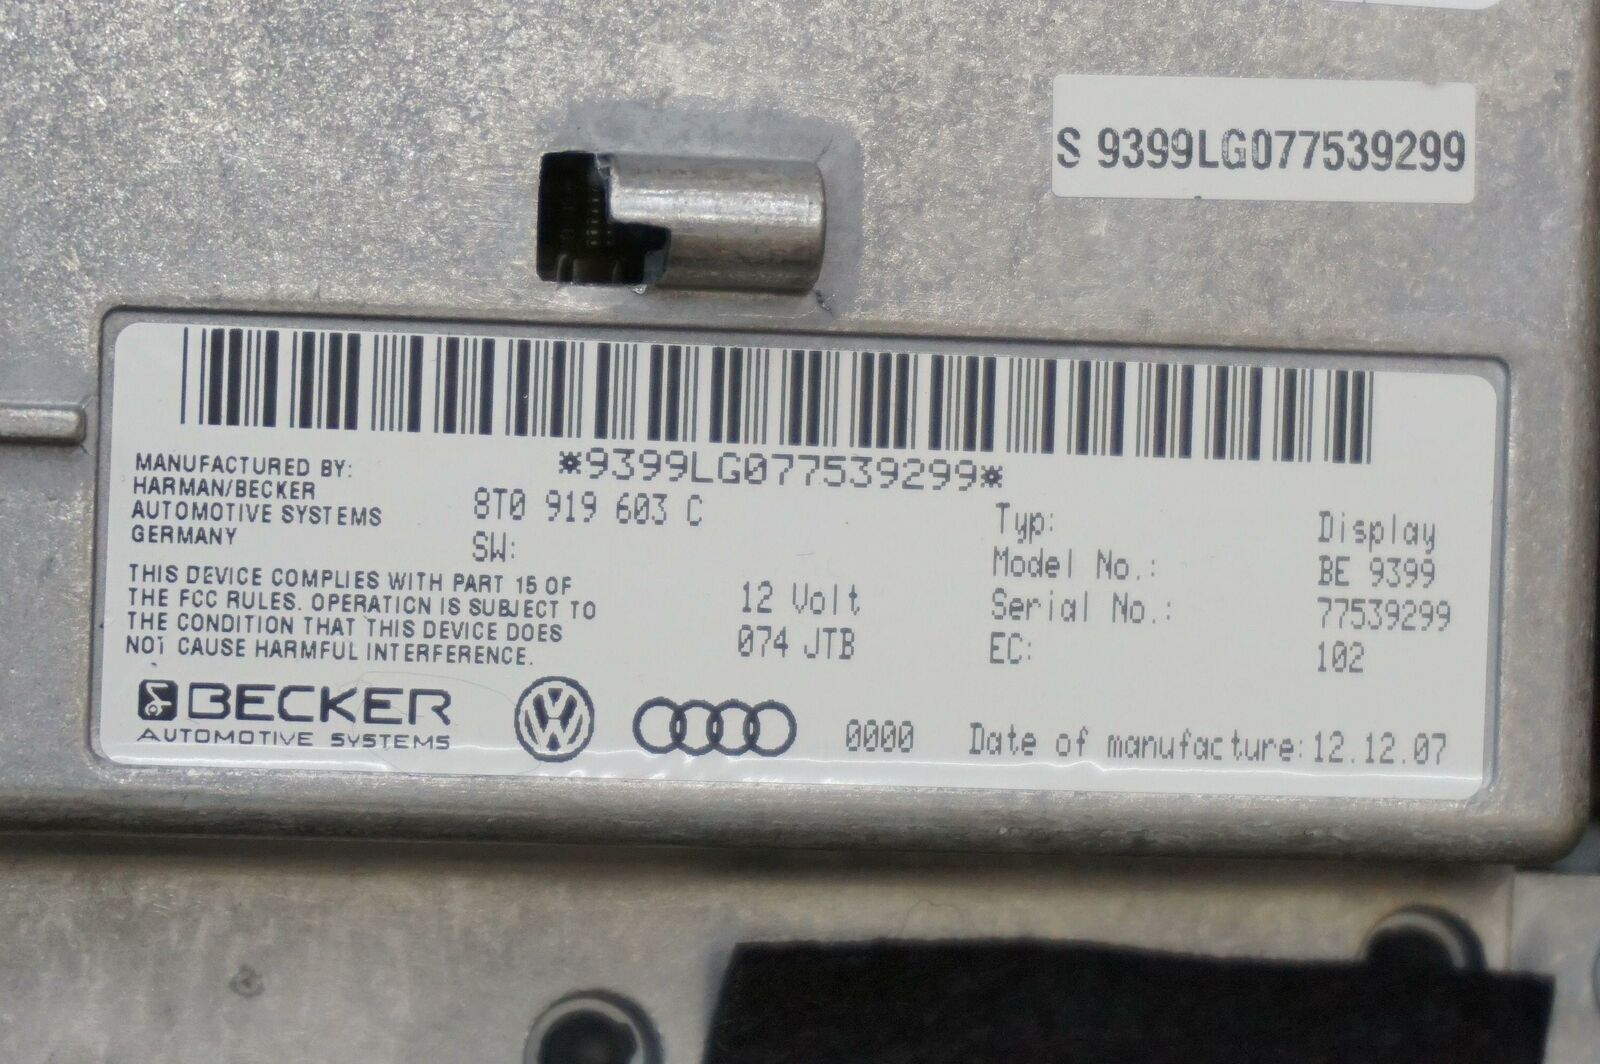 S 9399LG077539299
*9399LG077539299*
MANUFACTURED BY:
HARMAN/BECKER
AUTOMOTIVE SYSTEMS
GERMANY
8T0 919 603 C
SW:
THIS DEVICE COMPLIES WITH PART 15 OF
THE FCC RULES. OPERATION IS SUBJECT TO
THE CONDITION THAT THIS DEVICE DOES
NOT CAUSE HARMFUL INTERFERENCE.
12 Volt
074 JTB
Typ: Display
Model No.: BE 9399
Serial No.: 77539299
EC: 102
BECKER
AUTOMOTIVE SYSTEMS
VW
0000
Date of manufacture: 12.12.07